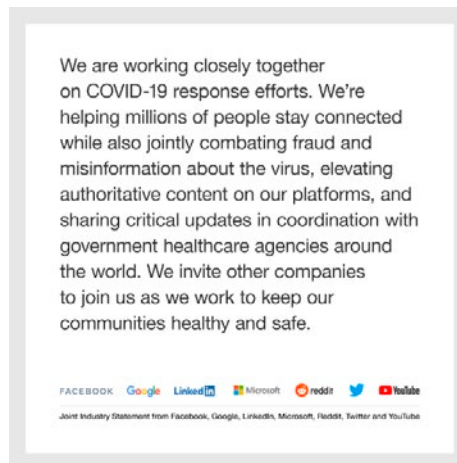 We are working closely together
on COVID-19 response efforts. We're
helping millions of people stay connected
while also jointly combating fraud and
misinformation about the virus, elevating
authoritative content on our platforms, and
sharing critical updates in coordination with
government healthcare agencies around
the world. We invite other companies
to join us as we work to keep our
communities healthy and safe.
FACEBOOK Google Linkedin Microsoft reddit YouTube
Joint Industry Statement from Facebook, Google, LinkedIn, Microsoft, Reddit, Twitter and YouTube